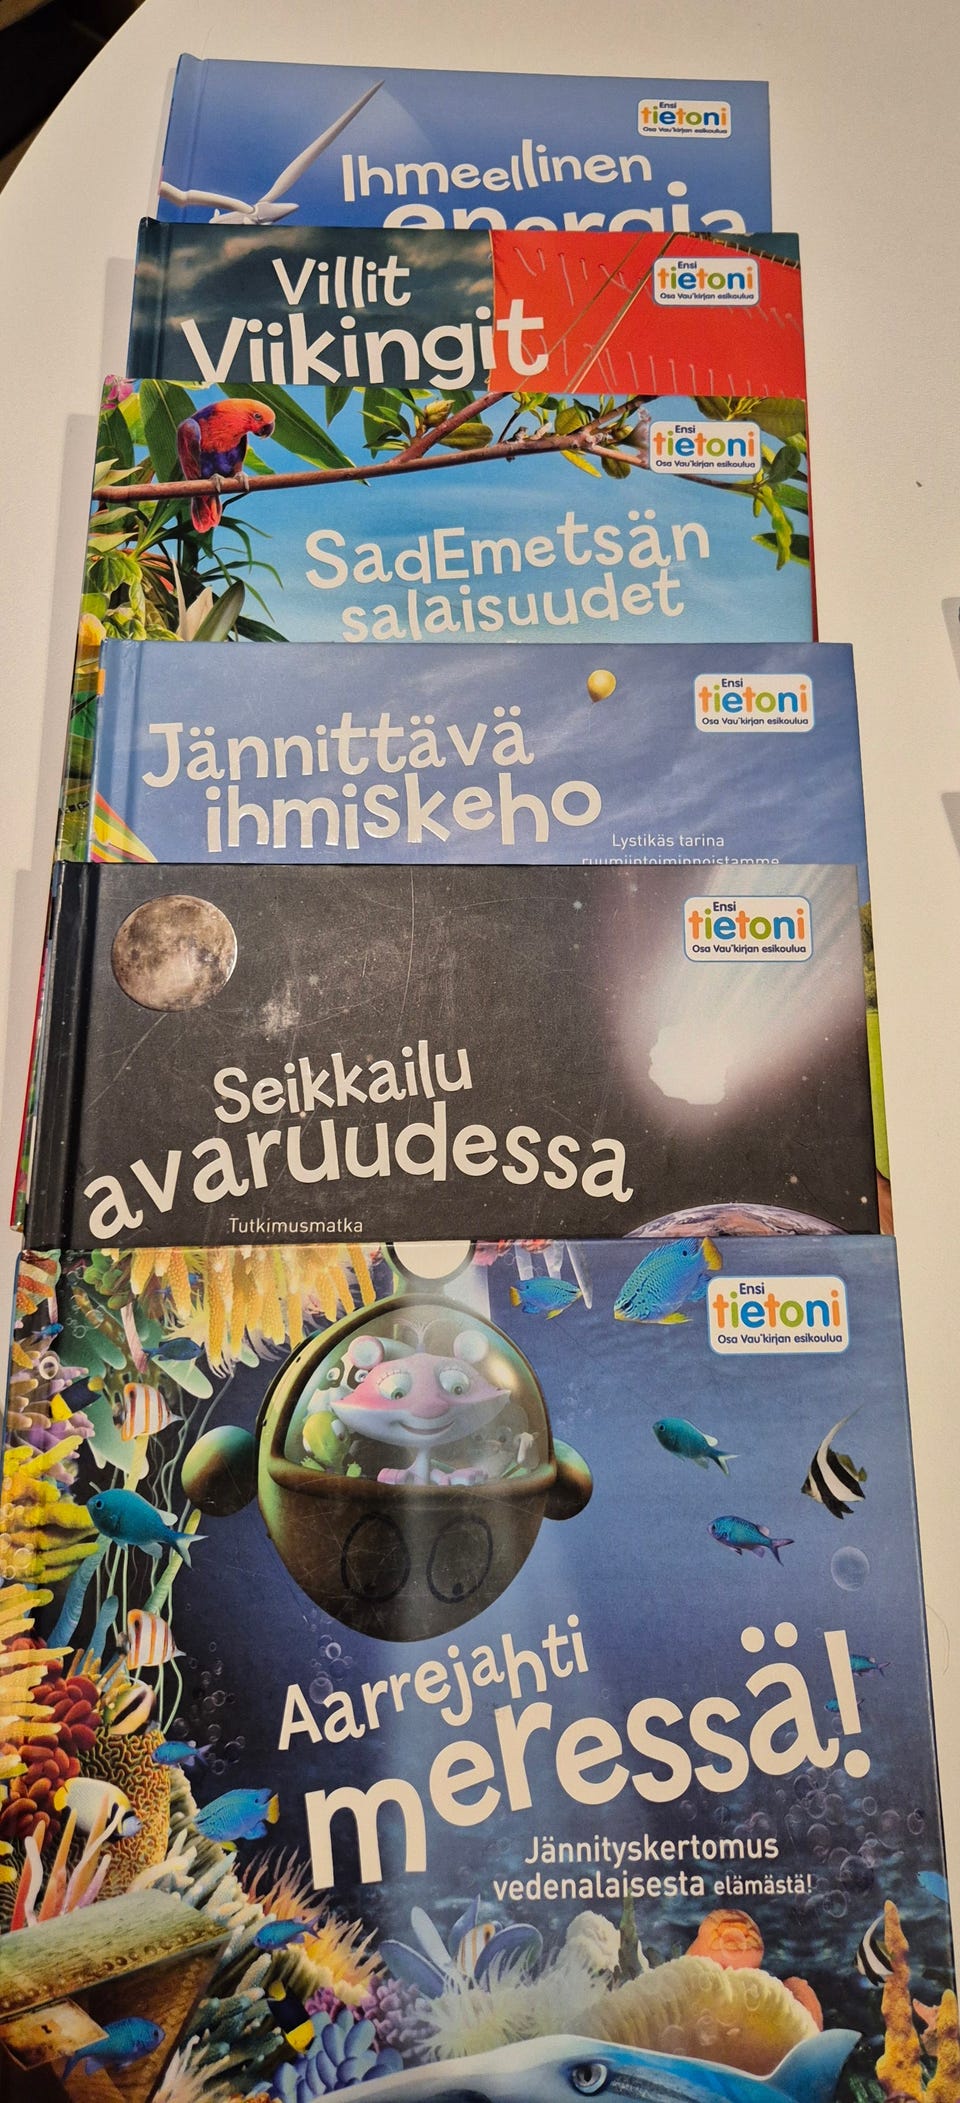 Ensi
tietoni
Osa Vau!kirjan esikoulua
Ihmeellinen
energia
Villit
Viikingit
Ensi
tietoni
Osa Vau!kirjan esikoulua
Ensi
tietoni
Osa Vau!kirjan esikoulua
SadEmetsän
salaisuudet
Ensi
tietoni
Osa Vau!kirjan esikoulua
Jännittävä
ihmiskeho
Lystikäs tarina
ruumiintoiminnoistamme
Ensi
tietoni
Osa Vau!kirjan esikoulua
Seikkailu
avaruudessa
Tutkimusmatka
Ensi
tietoni
Osa Vau!kirjan esikoulua
Aarrejahti
meressä!
Jännityskertomus
vedenalaisesta elämästä!